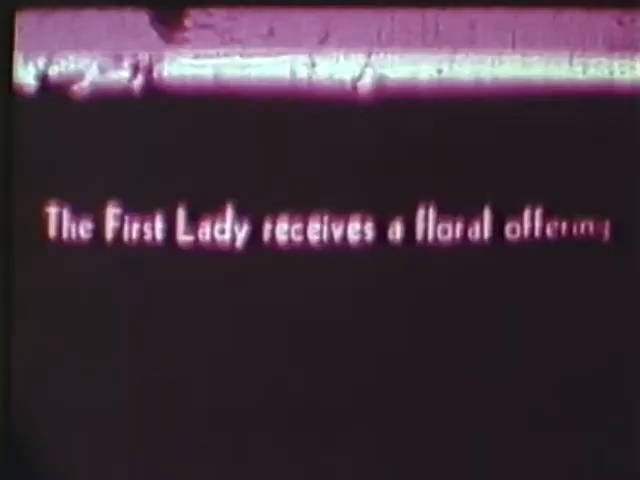 The First Lady receives a floral offering